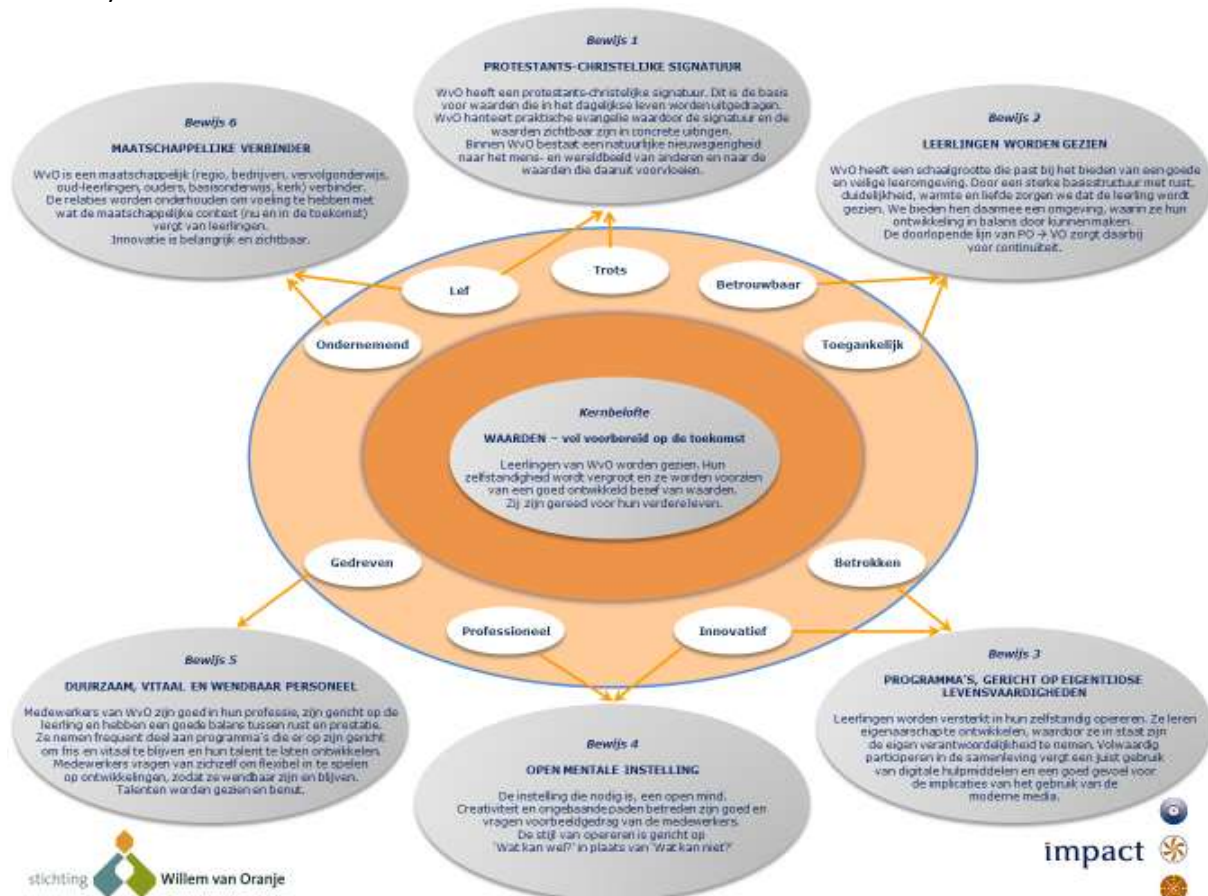 Bewijs 1
PROTESTANTS-CHRISTELIJKE SIGNATUUR
WvO heeft een protestants-christelijke signatuur. Dit is de basis
voor waarden die in het dagelijkse leven worden uitgedragen.
WvO hanteert praktische evangelie waardoor de signatuur en de
waarden zichtbaar zijn in concrete uitingen.
Binnen WvO bestaat een natuurlijke nieuwsgierigheid
naar het mens- en wereldbeeld van anderen en naar de
waarden die daaruit voorvloeien.
Bewijs 6
MAATSCHAPPELIJKE VERBINDER
WvO is een maatschappelijk (regio, bedrijven, vervolgonderwijs,
oud-leerlingen, ouders, basisonderwijs, kerk) verbinder.
De relaties worden onderhouden om voeling te hebben met
wat de maatschappelijke context (nu en in de toekomst)
vergt van leerlingen.
Innovatie is belangrijk en zichtbaar.
Bewijs 2
LEERLINGEN WORDEN GEZIEN
WvO heeft een schaalgrootte die past bij het bieden van een goede
en veilige leeromgeving. Door een sterke basisstructuur met rust,
duidelijkheid, warmte en liefde zorgen we dat de leerling wordt
gezien. We bieden hen daarmee een omgeving, waarin ze hun
ontwikkeling in balans door kunnen maken.
De doorlopende lijn van PO → VO zorgt daarbij
voor continuïteit.
Lef
Trots
Betrouwbaar
Ondernemend
Toegankelijk
Kernbelofte
WAARDEN – vol voorbereid op de toekomst
Leerlingen van WvO worden gezien. Hun
zelfstandigheid wordt vergroot en ze worden voorzien
van een goed ontwikkeld besef van waarden.
Zij zijn gereed voor hun verdere leven.
Gedreven
Betrokken
Professioneel
Innovatief
Bewijs 5
DUURZAAM, VITAAL EN WENDBAAR PERSONEEL
Medewerkers van WvO zijn goed in hun professie, zijn gericht op de
leerling en hebben een goede balans tussen rust en prestatie.
Ze nemen frequent deel aan programma's die er op zijn gericht
om fris en vitaal te blijven en hun talent te laten ontwikkelen.
Medewerkers vragen van zichzelf om flexibel in te spelen
op ontwikkelingen, zodat ze wendbaar zijn en blijven.
Talenten worden gezien en benut.
Bewijs 4
OPEN MENTALE INSTELLING
De instelling die nodig is, een open mind.
Creativiteit en ongebaande paden betreden zijn goed en
vragen voorbeeldgedrag van de medewerkers.
De stijl van opereren is gericht op
'Wat kan wel?' in plaats van 'Wat kan niet?'
Bewijs 3
PROGRAMMA'S, GERICHT OP EIGENTIJDSE
LEVENSVAARDIGHEDEN
Leerlingen worden versterkt in hun zelfstandig opereren. Ze leren
eigenaarschap te ontwikkelen, waardoor ze in staat zijn
de eigen verantwoordelijkheid te nemen. Volwaardig
participeren in de samenleving vergt een juist gebruik
van digitale hulpmiddelen en een goed gevoel voor
de implicaties van het gebruik van de
moderne media.
stichting Willem van Oranje
impact